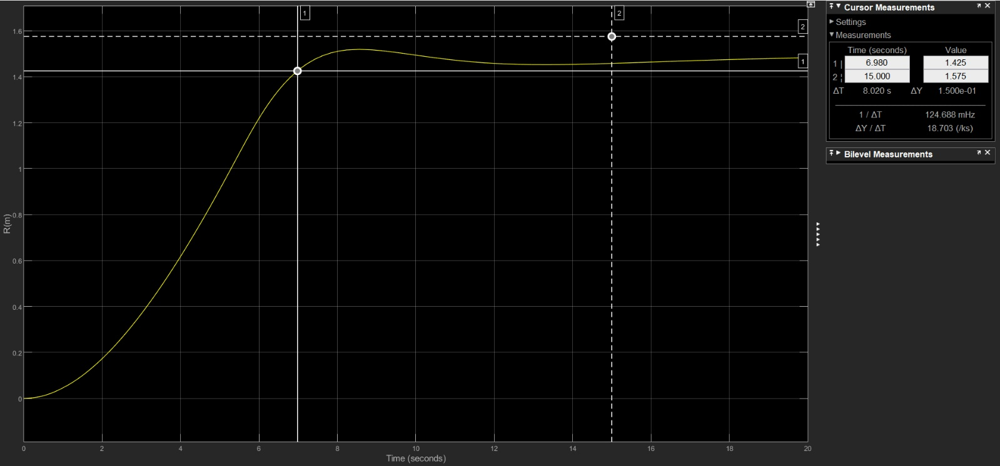 1
2
1.6
2
1
1.4
1.2
1
0.8
R(m)
0.6
0.4
0.2
0
0 2 4 6 8 10 12 14 16 18 20
Time (seconds)
Cursor Measurements
Settings
Measurements
Time (seconds) Value
1 6.980 1.425
2 15.000 1.575
ΔT 8.020 s ΔY 1.500e-01
1 / ΔT 124.688 mHz
ΔY / ΔT 18.703 (/ks)
Bilevel Measurements